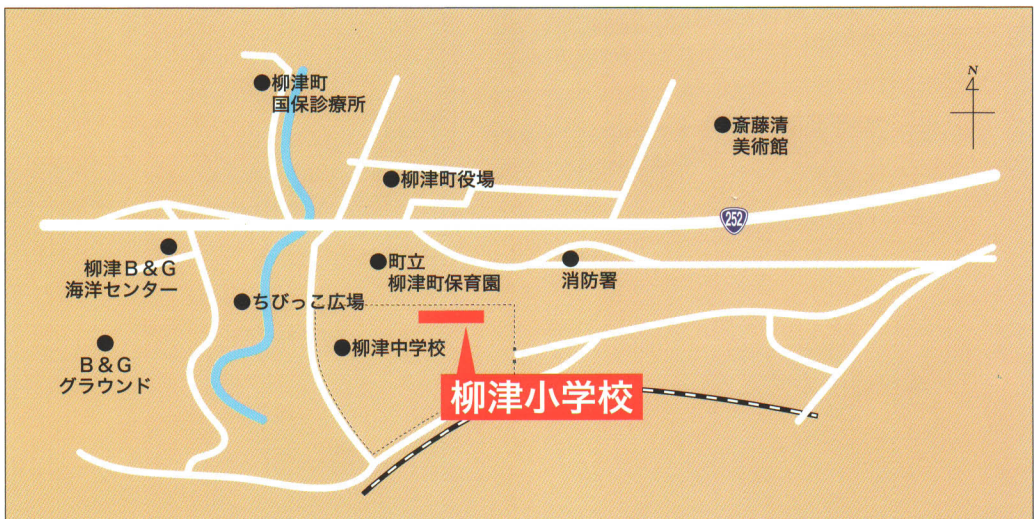 柳津町
国保診療所
N
斎藤清
美術館
柳津町役場
252
柳津B&G
海洋センター
町立
柳津町保育園
消防署
ちびっこ広場
B&G
グラウンド
柳津中学校
柳津小学校